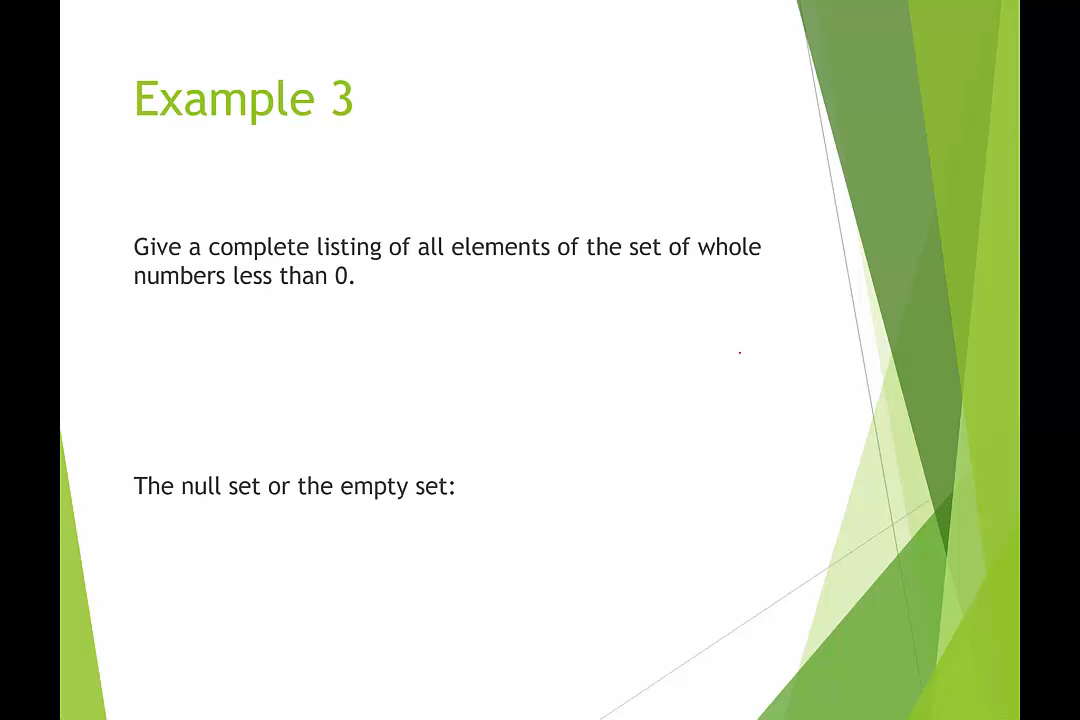 Example 3
Give a complete listing of all elements of the set of whole
numbers less than 0.
The null set or the empty set: